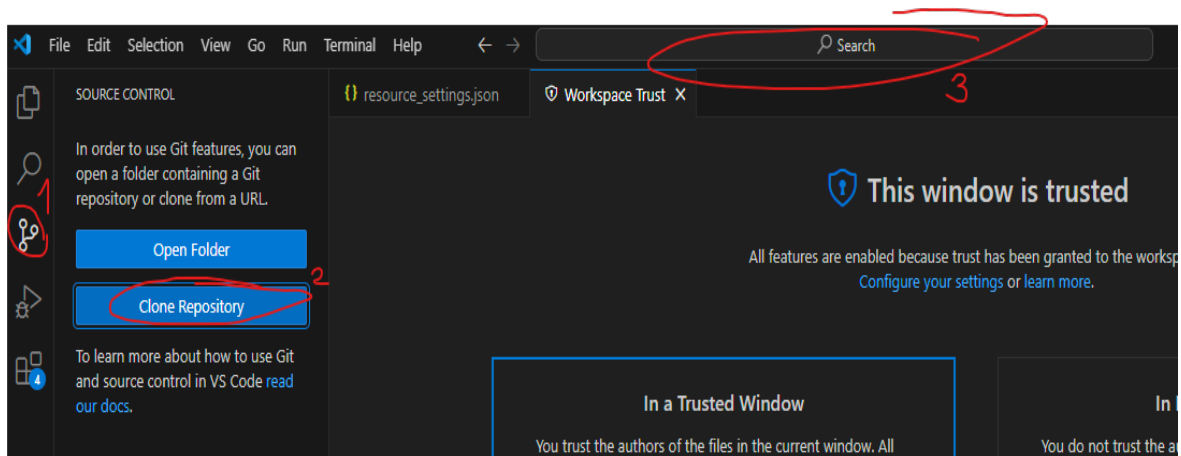 File Edit Selection View Go Run Terminal Help
Search
3
SOURCE CONTROL
{} resource_settings.json
Workspace Trust
In order to use Git features, you can
open a folder containing a Git
repository or clone from a URL.
1
Open Folder
2
Clone Repository
To learn more about how to use Git
and source control in VS Code read
our docs.
4
This window is trusted
All features are enabled because trust has been granted to the worksp
Configure your settings or learn more.
In a Trusted Window
You trust the authors of the files in the current window. All
In
You do not trust the au